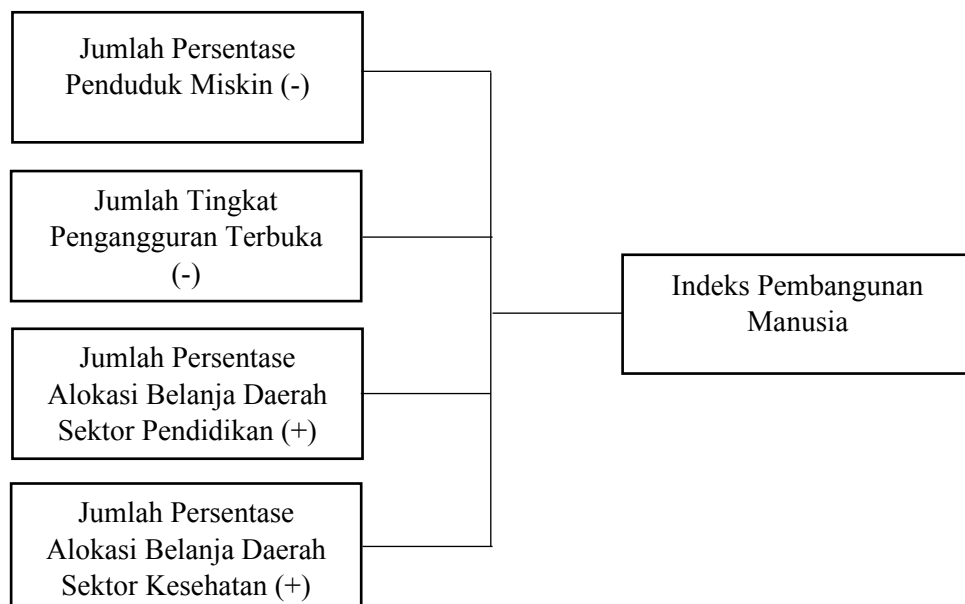 Jumlah Persentase
Penduduk Miskin (-)
Jumlah Tingkat
Pengangguran Terbuka
(-)
Jumlah Persentase
Alokasi Belanja Daerah
Sektor Pendidikan (+)
Jumlah Persentase
Alokasi Belanja Daerah
Sektor Kesehatan (+)
Indeks Pembangunan
Manusia